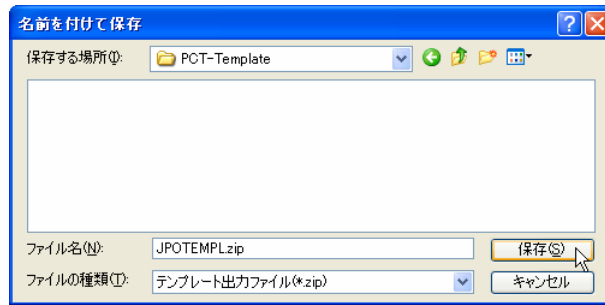 名前を付けて保存
保存する場所(I): PCT-Template
ファイル名(N): JPOTEMPL.zip 保存(S)
ファイルの種類(T): テンプレート出力ファイル(*.zip) キャンセル